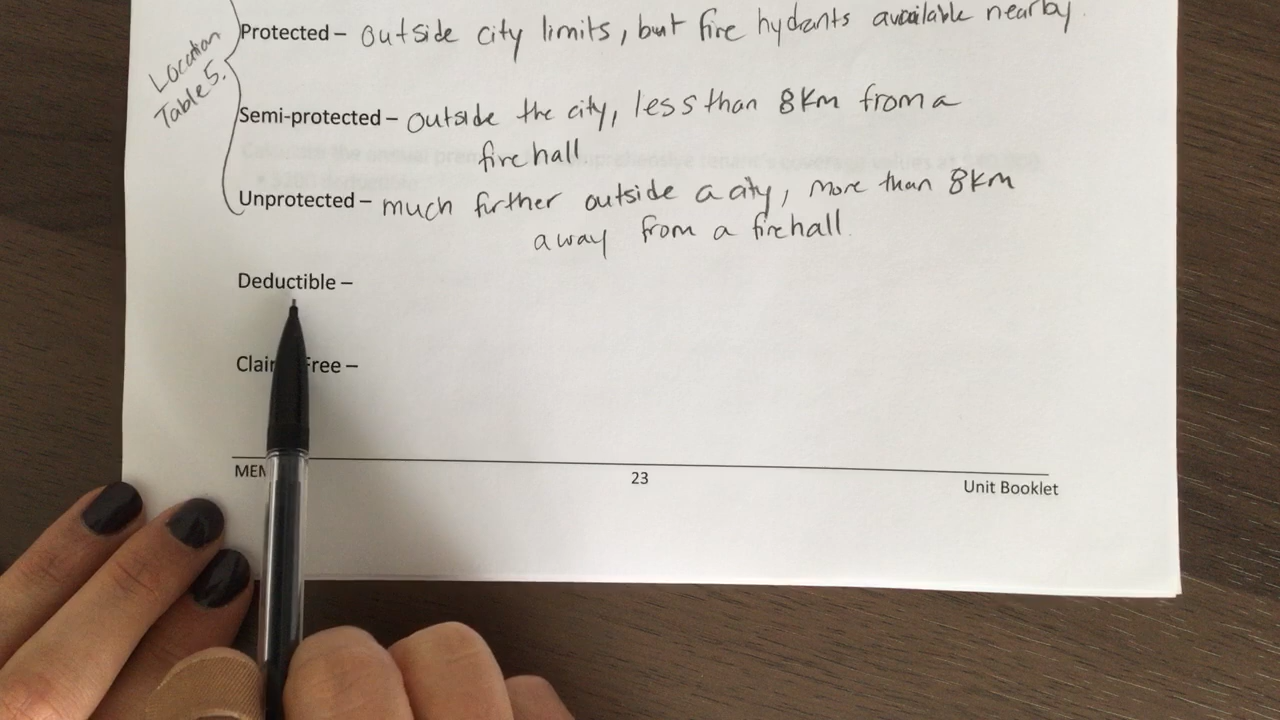 Protected – outside city limits, but fire hydrants available nearby.
Location
Table 5.
Semi-protected – outside the city, less than 8km from a
firehall
Unprotected – much further outside a city, more than 8km
away from a firehall.
Deductible –
Free –
23
Unit Booklet